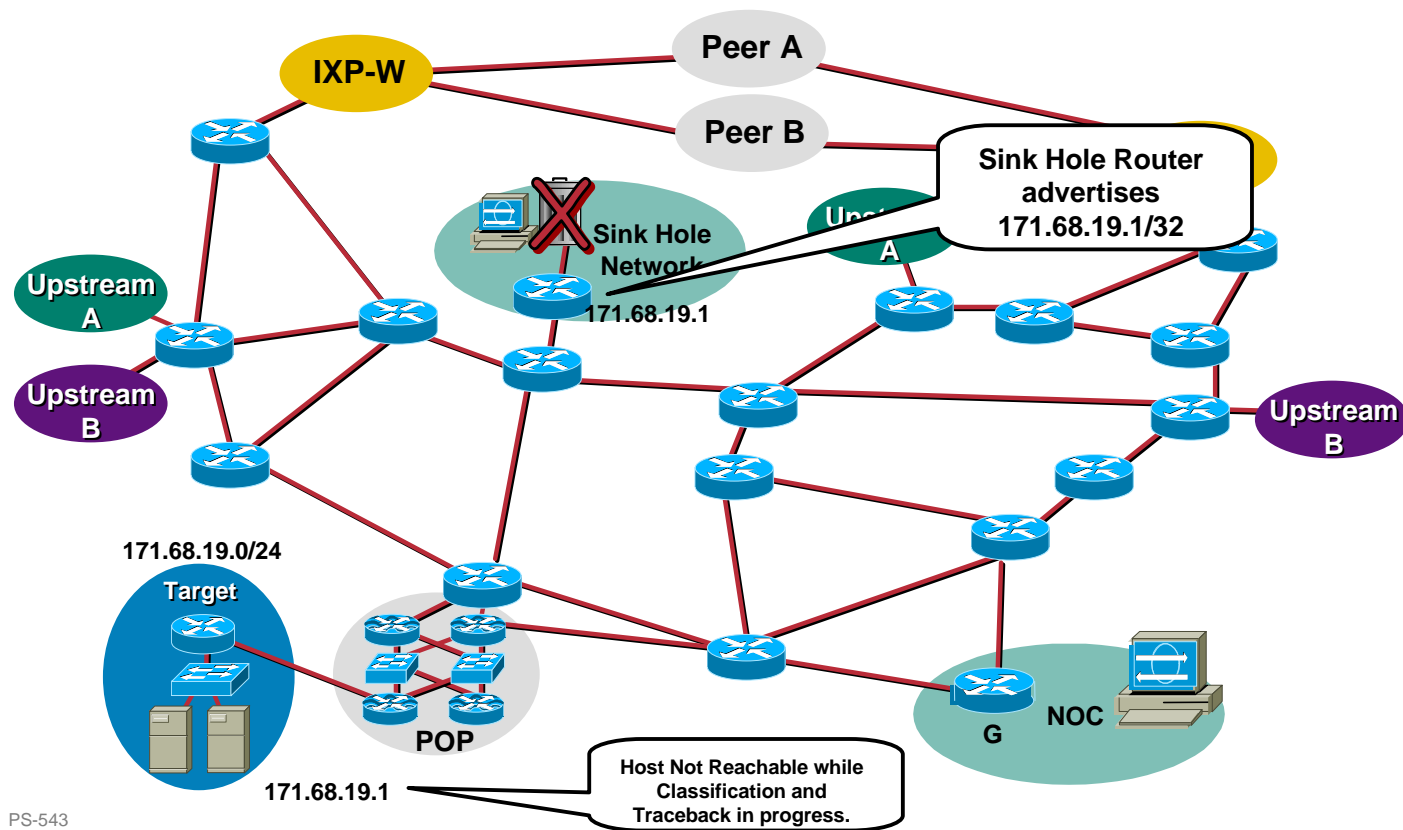 Peer A
IXP-W
Peer B
Sink Hole Router
advertises
171.68.19.1/32
Sink Hole
Network
A
171.68.19.1
Upstream
A
Upstream
B
Upstream
B
171.68.19.0/24
Target
POP
G
NOC
171.68.19.1
Host Not Reachable while
Classification and
Traceback in progress.
PS-543